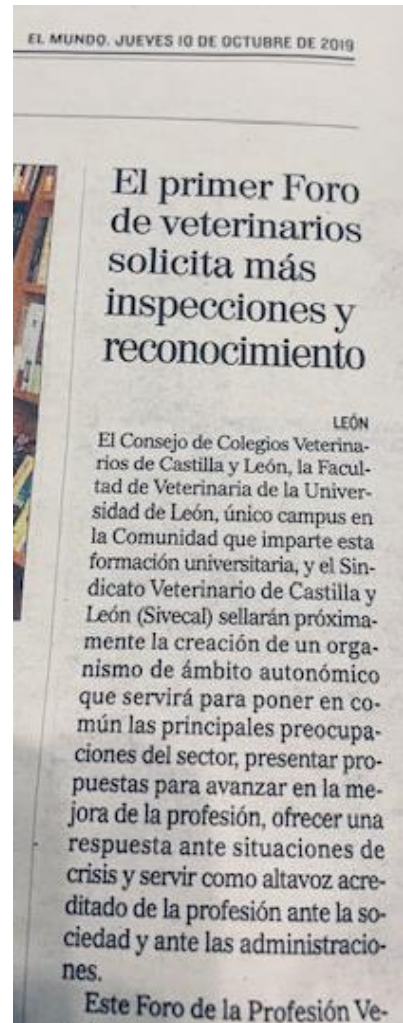 EL MUNDO. JUEVES 10 DE OCTUBRE DE 2019
El primer Foro
de veterinarios
solicita más
inspecciones y
reconocimiento
LEÓN
El Consejo de Colegios Veterina-
rios de Castilla y León, la Facul-
tad de Veterinaria de la Univer-
sidad de León, único campus en
la Comunidad que imparte esta
formación universitaria, y el Sin-
dicato Veterinario de Castilla y
León (Sivecal) sellarán próxima-
mente la creación de un orga-
nismo de ámbito autonómico
que servirá para poner en co-
mún las principales preocupa-
ciones del sector, presentar pro-
puestas para avanzar en la me-
jora de la profesión, ofrecer una
respuesta ante situaciones de
crisis y servir como altavoz acre-
ditado de la profesión ante la so-
ciedad y ante las administracio-
nes.
Este Foro de la Profesión Ve-